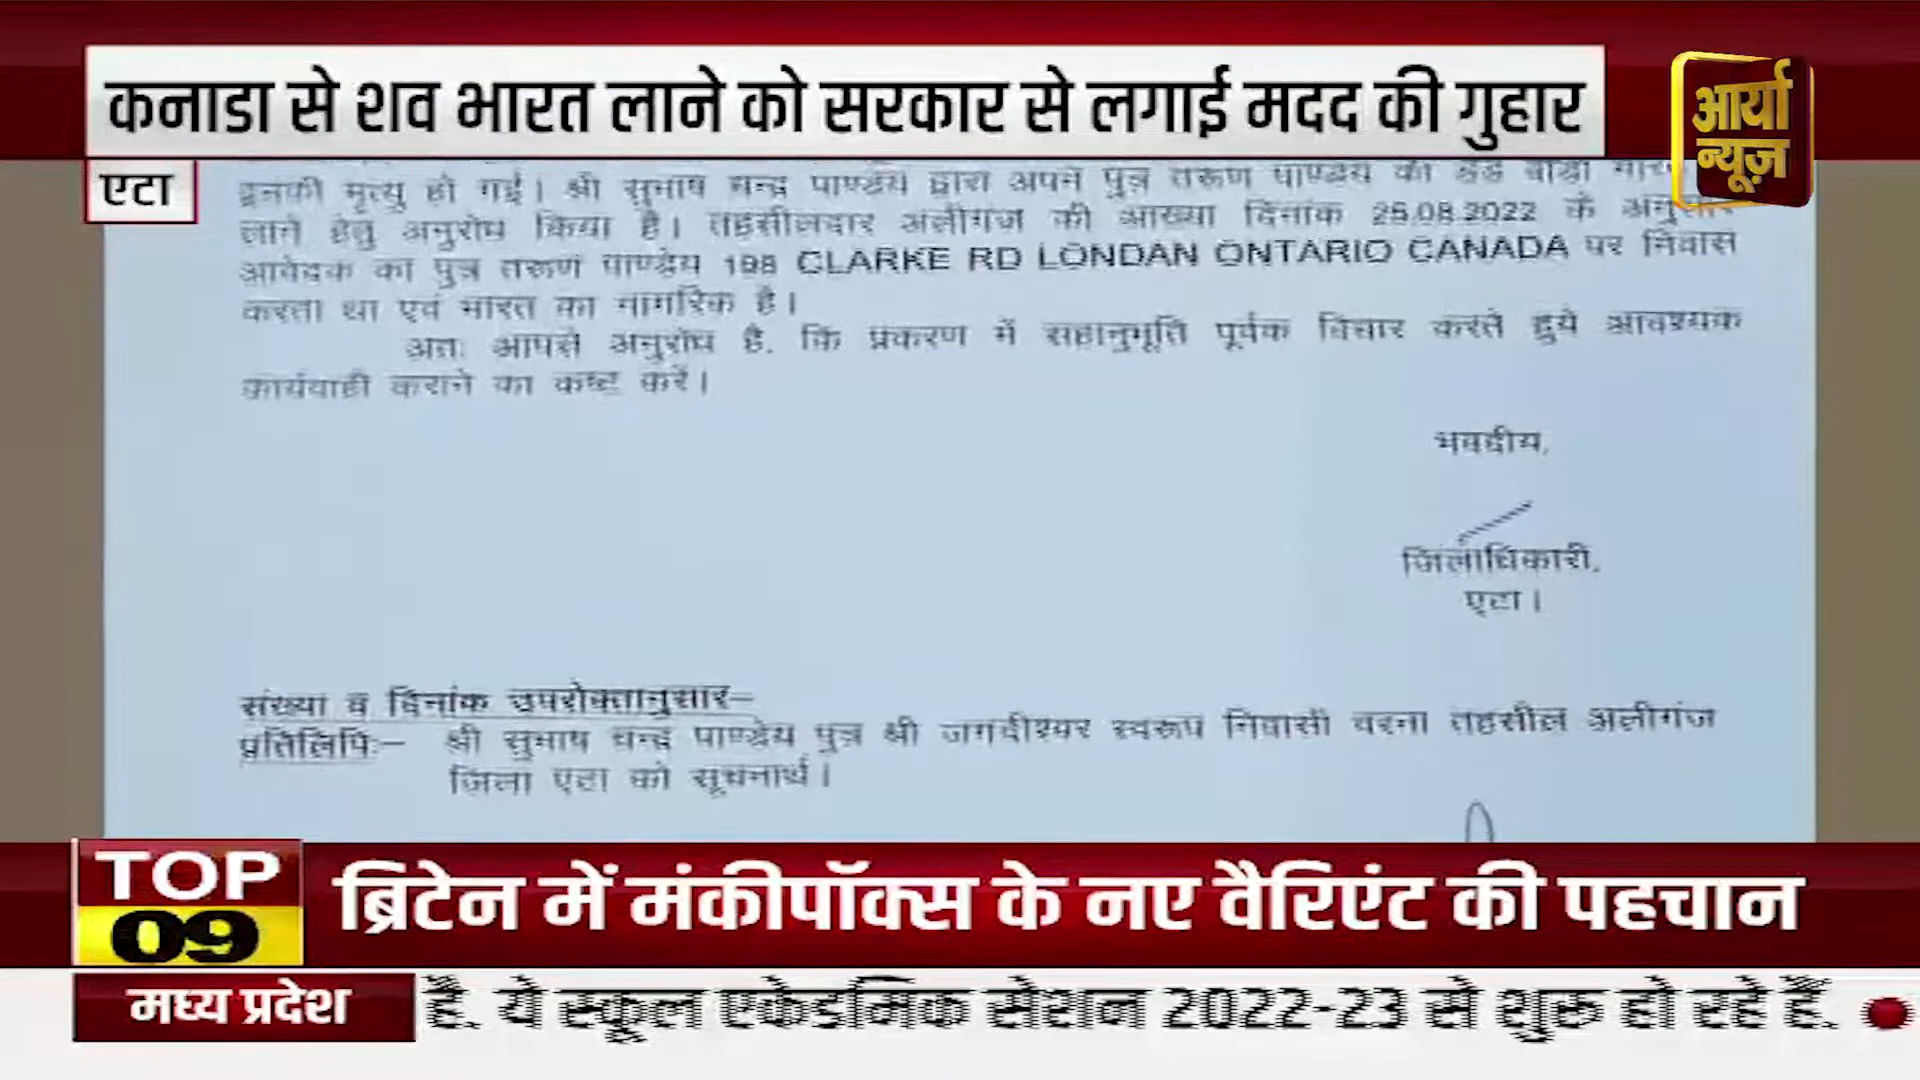 कनाडा से शव भारत लाने को सरकार से लगाई मदद की गुहार
आर्या
न्यूज़
एटा
इनकी मृत्यु हो गई। श्री सुभाष चन्द्र पाण्डेय द्वारा अपने पुत्र तरूण पाण्डेय की डेड बाडी
लाने हेतु अनुरोध किया है। तहसीलदार अलीगंज की आख्या दिनांक 25.08.2022 के अनुसार
आवेदक का पुत्र तरूण पाण्डेय 198 CLARKE RD LONDAN ONTARIO CANADA पर निवास
करता था एवं भारत का नागरिक है।
अतः आपसे अनुरोध है, कि प्रकरण में सहानुभूति पूर्वक विचार करते हुये आवश्यक
कार्यवाही कराने का कष्ट करें।
भवदीय,
जिलाधिकारी,
एटा।
संख्या व दिनांक उपरोक्तानुसार–
प्रतिलिपिः– श्री सुभाष चन्द्र पाण्डेय पुत्र श्री जगदीश्वर स्वरूप निवासी वरना तहसील अलीगंज
जिला एटा को सूचनार्थ।
TOP
09
ब्रिटेन में मंकीपॉक्स के नए वैरिएंट की पहचान
मध्य प्रदेश
हैं. ये स्कूल एकेडमिक सेशन 2022-23 से शुरू हो रहे हैं.